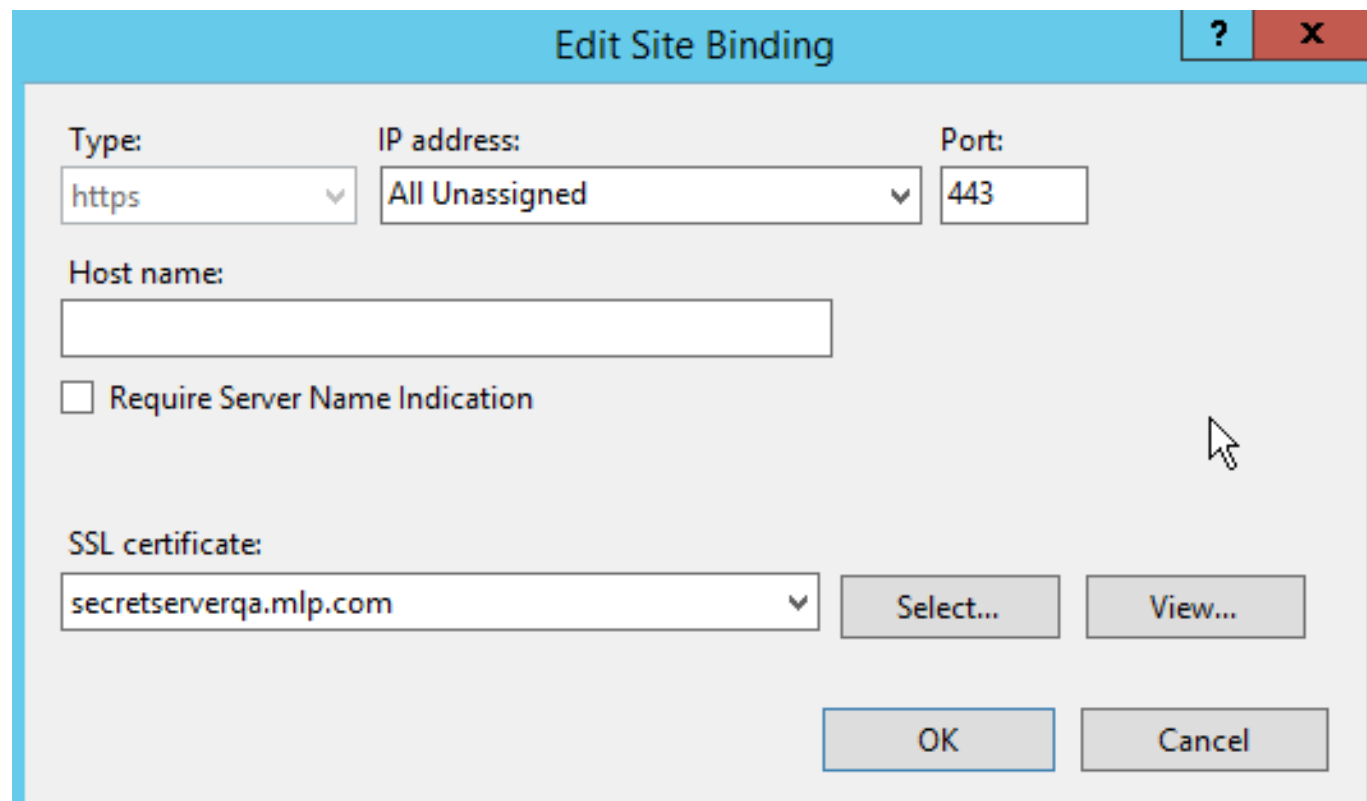 Edit Site Binding
?
x
Type:
IP address:
Port:
https
All Unassigned
443
Host name:
Require Server Name Indication
SSL certificate:
secretserverqa.mlp.com
Select...
View...
OK
Cancel